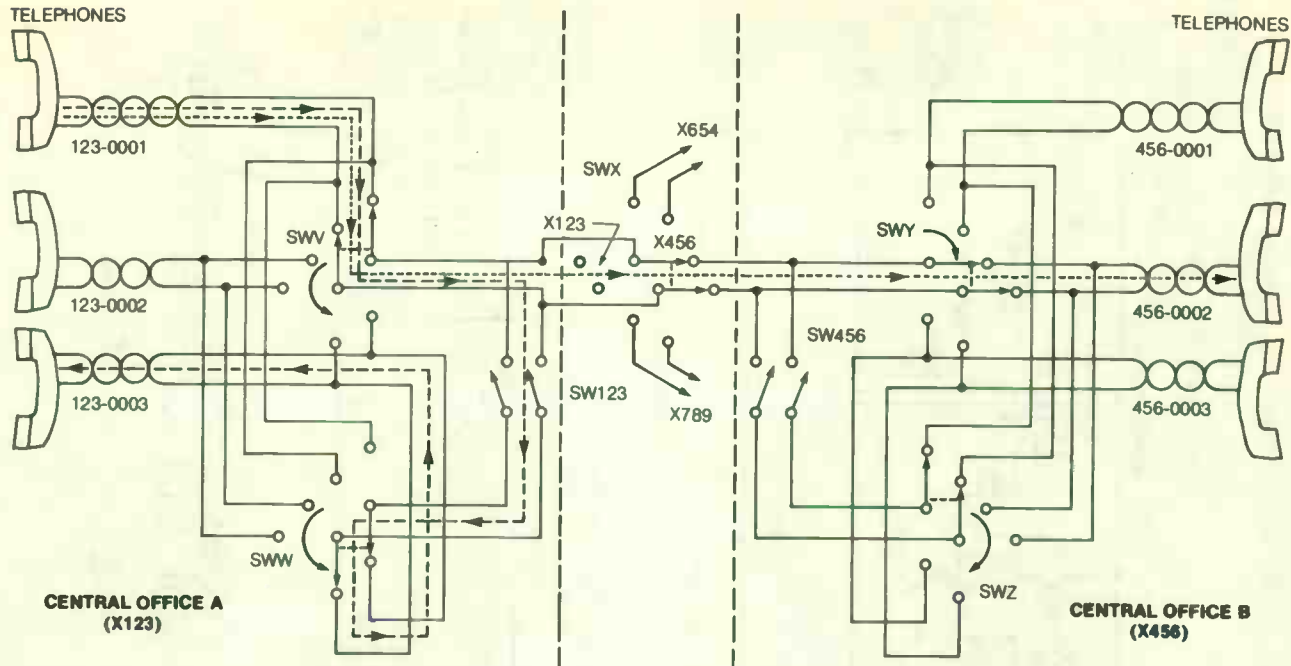 TELEPHONES
TELEPHONES
X654
123-0001
456-0001
SWX
X123
X456
SWV
SWY
123-0002
456-0002
SW456
SW123
123-0003
X789
456-0003
SWW
SWZ
CENTRAL OFFICE A
(X123)
CENTRAL OFFICE B
(X456)